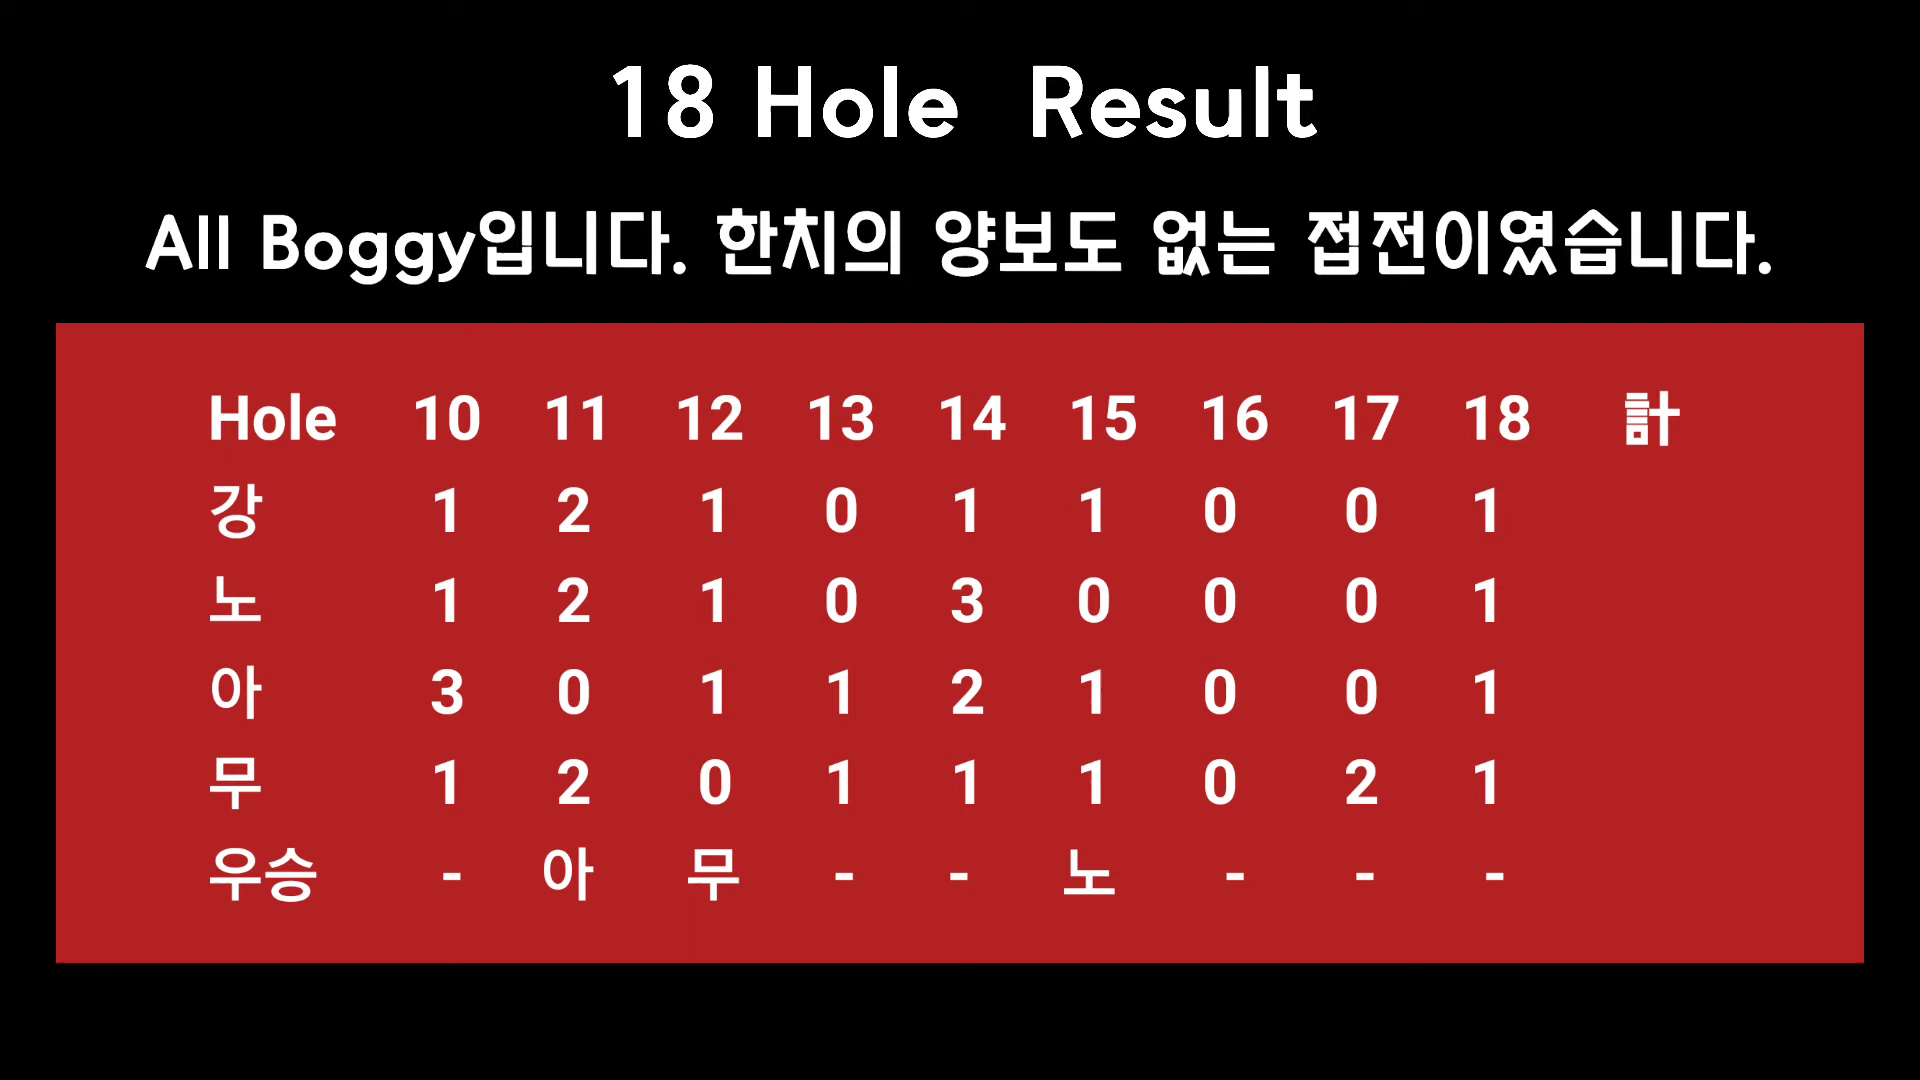 18 Hole Result
All Boggy입니다. 한치의 양보도 없는 접전이였습니다.
Hole 10 11 12 13 14 15 16 17 18 計
강 1 2 1 0 1 1 0 0 1
노 1 2 1 0 3 0 0 0 1
아 3 0 1 1 2 1 0 0 1
무 1 2 0 1 1 1 0 2 1
우승 - 아 무 - - 노 - - -